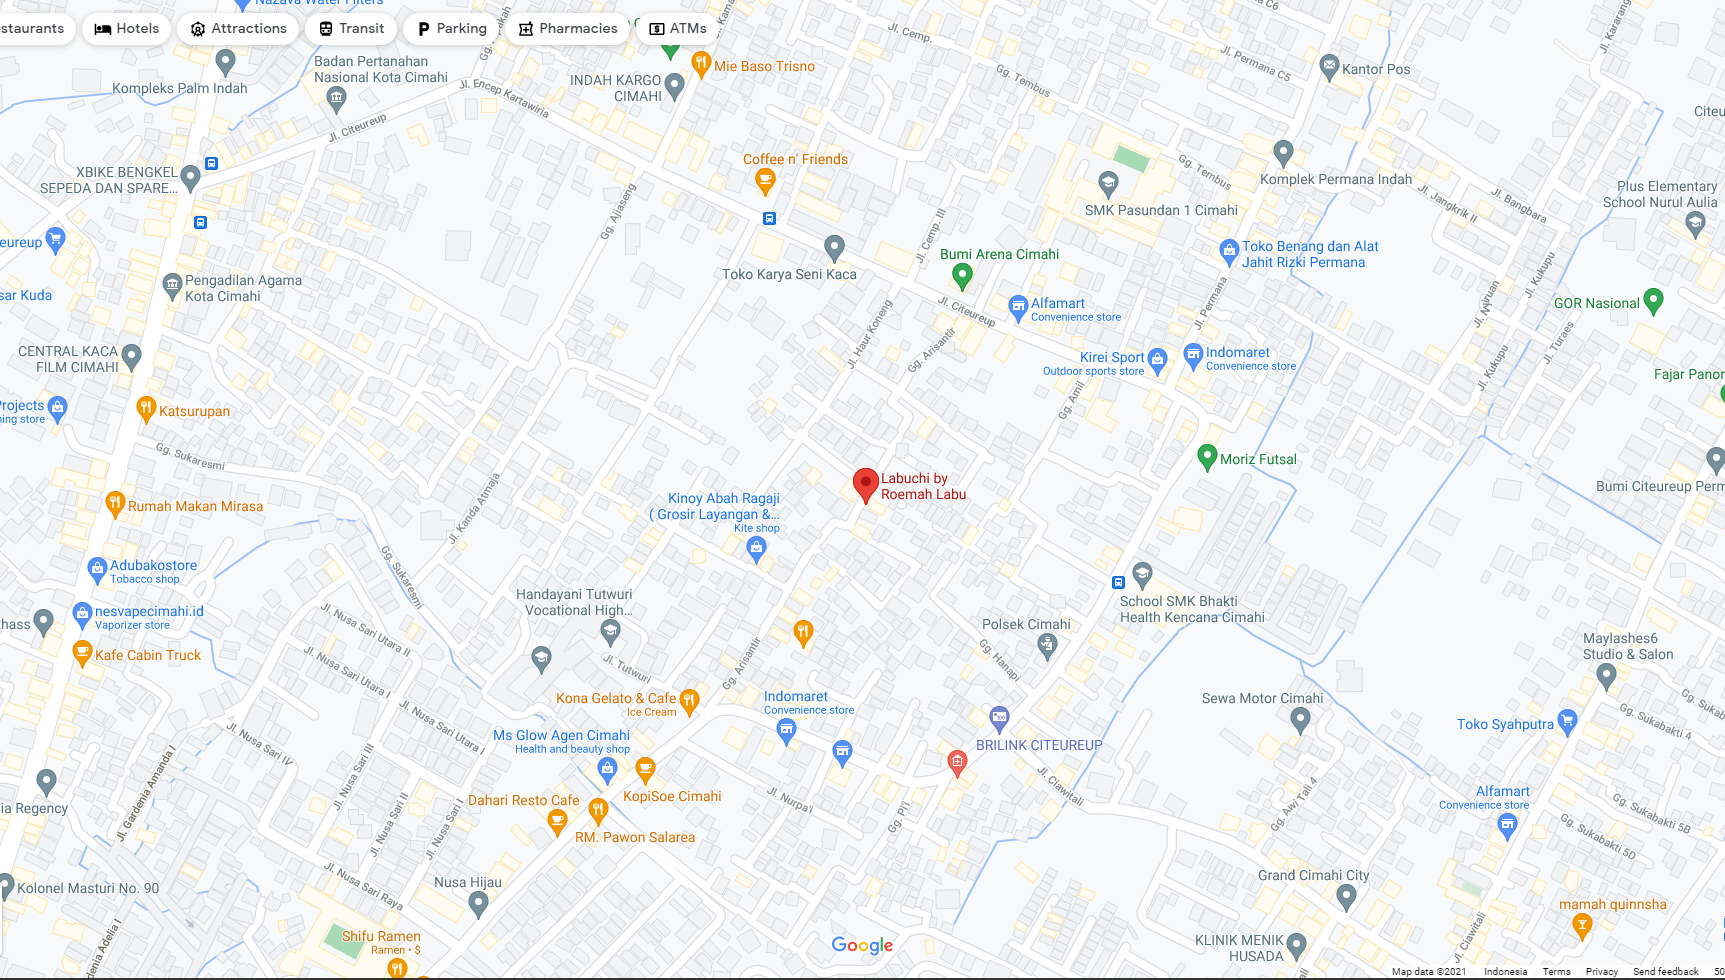 Nazava Water Filters
staurants
Hotels
Attractions
Transit
Parking
Pharmacies
ATMs
Jl. Cemp.
Jl. Permana C5
Jl. Kararang
Badan Pertanahan
Nasional Kota Cimahi
Mie Baso Trisno
Kantor Pos
INDAH KARGO
CIMAHI
Kompleks Palm Indah
Jl. Encep Kartawiria
Gg. Tembus
Jl. Citeureup
Citeu
Coffee n' Friends
XBIKE BENGKEL
SEPEDA DAN SPARE...
Gg. Tembus
Komplek Permana Indah
SMK Pasundan 1 Cimahi
Gg. Ajiaseng
Jl. Cemp. III
Jl. Jangkrik II
Jl. Bangbara
Plus Elementary
School Nurul Aulia
eureup
Toko Benang dan Alat
Jahit Rizki Permana
Bumi Arena Cimahi
Toko Karya Seni Kaca
Pengadilan Agama
Kota Cimahi
sar Kuda
Jl. Kukupu
Jl. Nyiruan
GOR Nasional
Alfamart
Convenience store
Jl. Citeureup
Jl. Permana
Jl. Haur Koneng
Gg. Arisantir
Jl. Turaes
CENTRAL KACA
FILM CIMAHI
Kirei Sport
Outdoor sports store
Indomaret
Convenience store
Jl. Kukupu
Fajar Panor
Projects
ning store
Katsurupan
Gg. Amil
Gg. Sukaresmi
Moriz Futsal
Labuchi by
Roemah Labu
Bumi Citeureup Perm
Rumah Makan Mirasa
Jl. Kanda Atmaja
Kinoy Abah Ragaji
( Grosir Layangan &...
Kite shop
Adubakostore
Tobacco shop
Gg. Sukaresmi
Handayani Tutwuri
Vocational High...
School SMK Bhakti
Health Kencana Cimahi
nesvapecimahi.id
Vaporizer store
hass
Jl. Nusa Sari Utara II
Polsek Cimahi
Maylashes6
Studio & Salon
Kafe Cabin Truck
Jl. Nusa Sari Utara I
Jl. Tutwuri
Gg. Arisantir
Gg. Hanapi
Kona Gelato & Cafe
Ice Cream
Indomaret
Convenience store
Sewa Motor Cimahi
Gg. Sukabakti 4
Toko Syahputra
Jl. Nusa Sari Utara I
Jl. Nusa Sari IV
Ms Glow Agen Cimahi
Health and beauty shop
BRILINK CITEUREUP
Jl. Gardenia Amanda I
Jl. Nusa Sari III
Jl. Ciawitali
KopiSoe Cimahi
Dahari Resto Cafe
Jl. Nurpa'i
Gg. Pi'i
Gg. Awi Tali 4
Alfamart
Convenience store
ia Regency
Gg. Sukabakti 5B
Jl. Nusa Sari II
Jl. Nusa Sari I
RM. Pawon Salarea
Gg. Sukabakti 5D
Kolonel Masturi No. 90
Nusa Hijau
Jl. Nusa Sari Raya
Grand Cimahi City
mamah quinnsha
Shifu Ramen
Ramen • $
denia Adelia I
Google
KLINIK MENIK
HUSADA
Jl. Ciawitali
Map data ©2021
Indonesia
Terms
Privacy
Send feedback